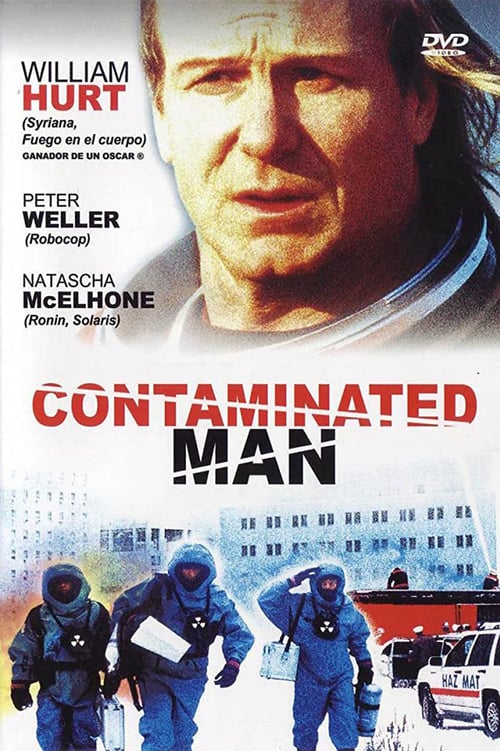 DVD
VIDEO
WILLIAM
HURT
(Syriana,
Fuego en el cuerpo)
GANADOR DE UN OSCAR ®
PETER
WELLER
(Robocop)
NATASCHA
McELHONE
(Ronin, Solaris)
CONTAMINATED
MAN
HAZ MAT